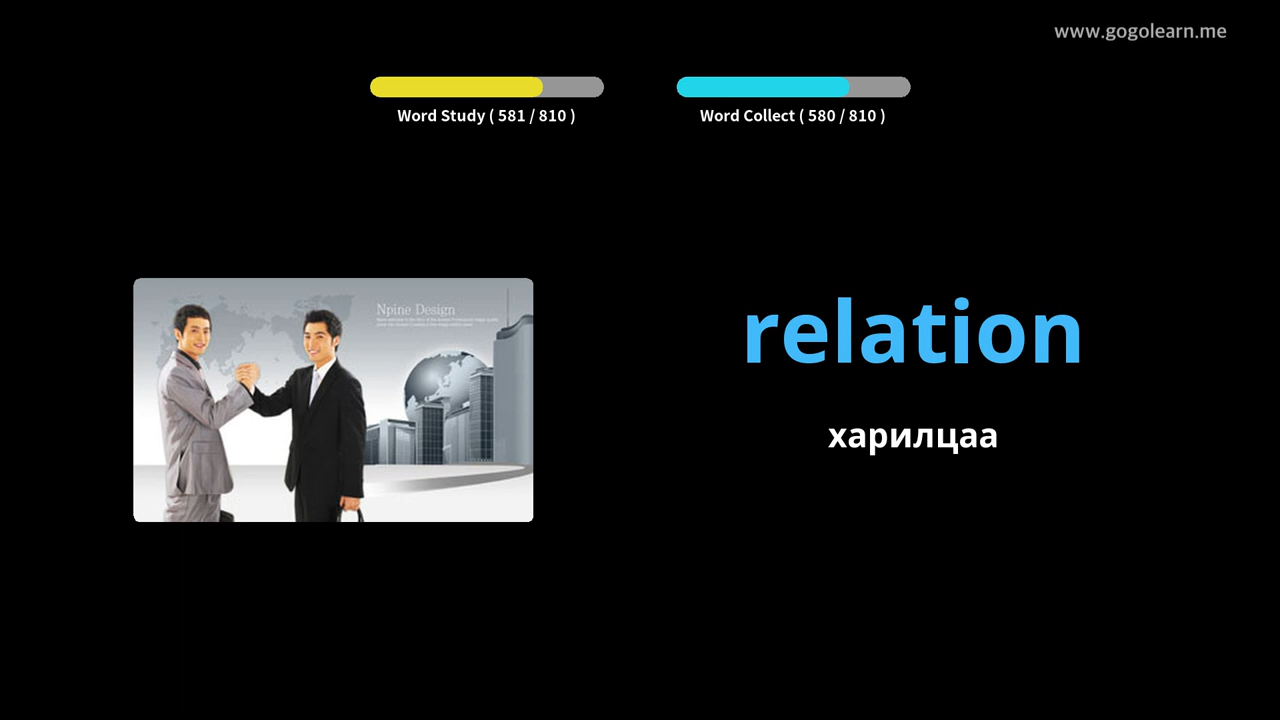 www.gogolearn.me
Word Study ( 581 / 810 )
Word Collect ( 580 / 810 )
Npine Design
relation
харилцаа